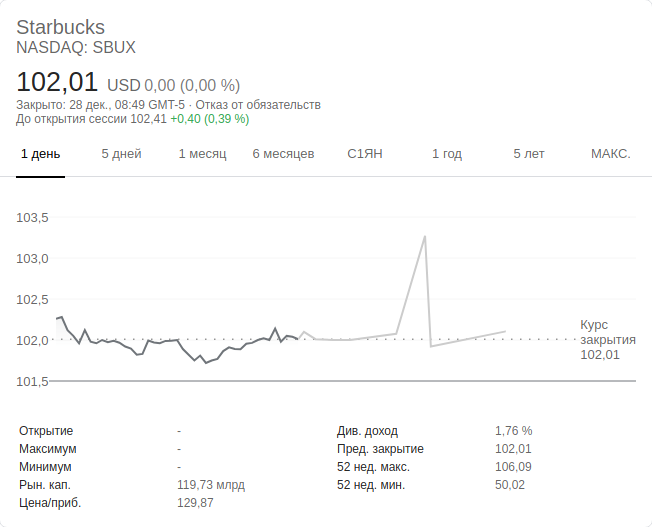 Starbucks
NASDAQ: SBUX
102,01 USD 0,00 (0,00 %)
Закрыто: 28 дек., 08:49 GMT-5 · Отказ от обязательств
До открытия сессии 102,41 +0,40 (0,39 %)
1 день 5 дней 1 месяц 6 месяцев С1ЯН 1 год 5 лет МАКС.
103,5
103,0
102,5
102,0
101,5
Курс
закрытия
102,01
Открытие - Див. доход 1,76 %
Максимум - Пред. закрытие 102,01
Минимум - 52 нед. макс. 106,09
Рын. кап. 119,73 млрд 52 нед. мин. 50,02
Цена/приб. 129,87